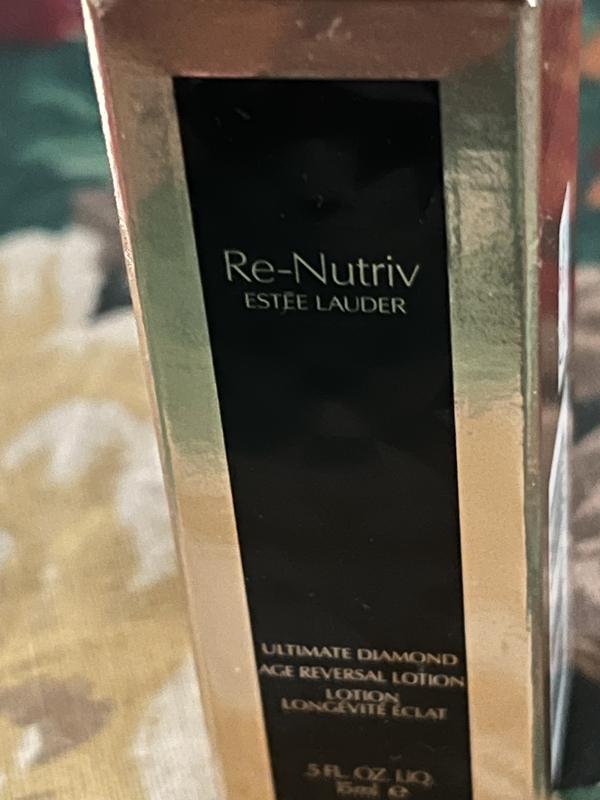 Re-Nutriv
ESTĒE LAUDER
ULTIMATE DIAMOND
AGE REVERSAL LOTION
LOTION
LONGÉVITÉ ÉCLAT
.5 FL. OZ. LIQ.
15ml e